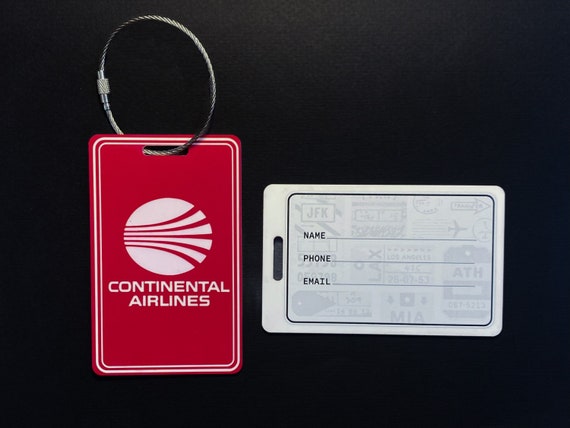 CONTINENTAL
AIRLINES
JFK
NAME
PHONE
LOS ANGELES
ATH
EMAIL
MIA